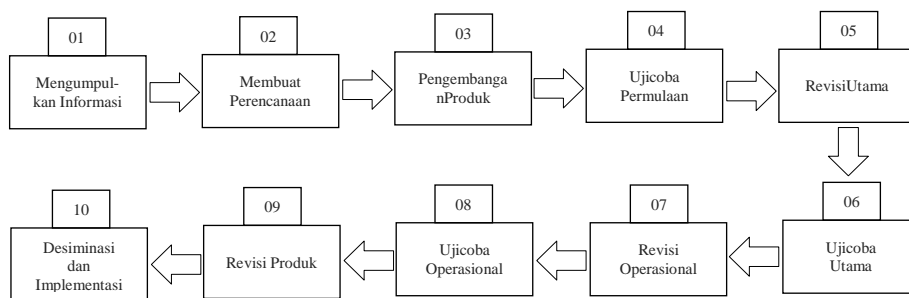 01
Mengumpul-
kan Informasi
02
Membuat
Perencanaan
03
Pengembanga
nProduk
04
Ujicoba
Permulaan
05
RevisiUtama
06
Ujicoba
Utama
07
Revisi
Operasional
08
Ujicoba
Operasional
09
Revisi Produk
10
Desiminasi
dan
Implementasi